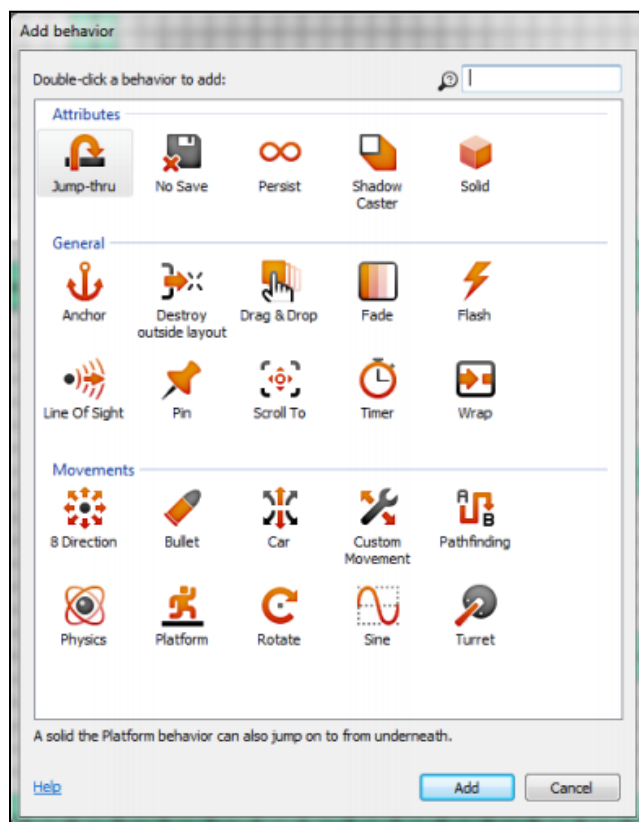 Add behavior
Double-click a behavior to add:
Attributes
Jump-thru No Save Persist Shadow Caster Solid
General
Anchor Destroy outside layout Drag & Drop Fade Flash
Line Of Sight Pin Scroll To Timer Wrap
Movements
8 Direction Bullet Car Custom Movement Pathfinding
A
B
Physics Platform Rotate Sine Turret
A solid the Platform behavior can also jump on to from underneath.
Help Add Cancel